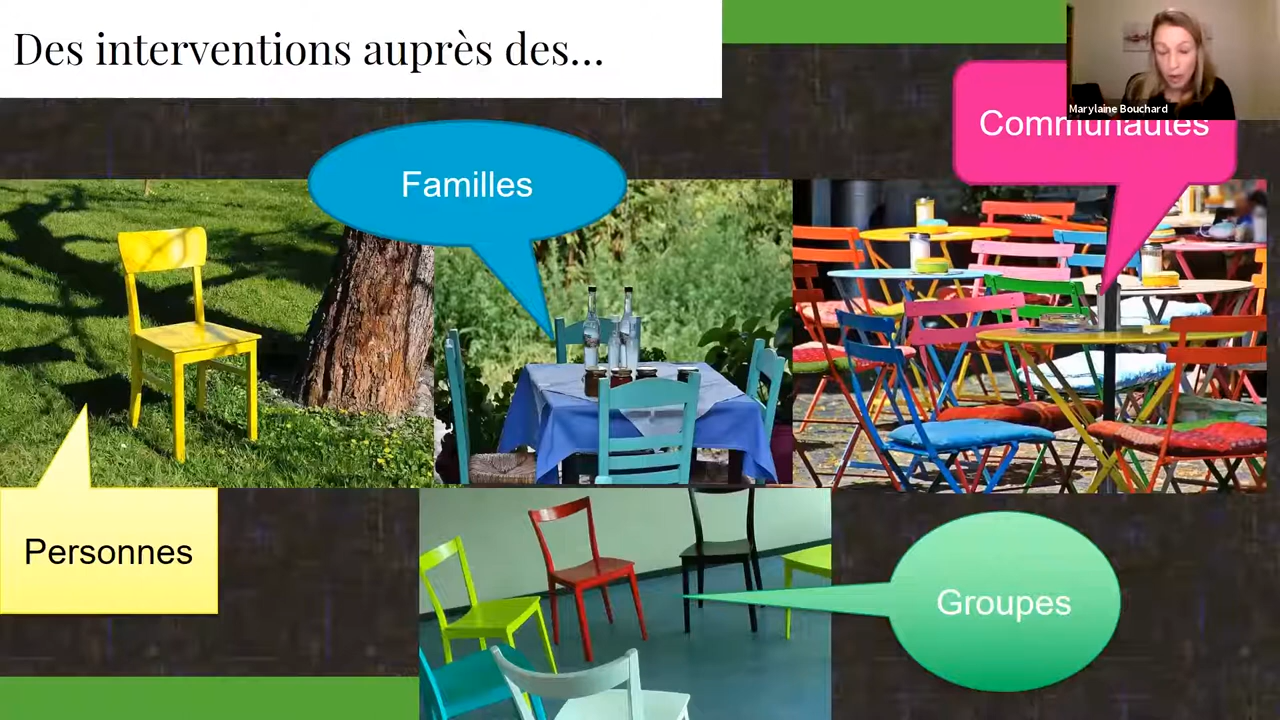 Des interventions auprès des...
Marylaine Bouchard
Communautés
Familles
Personnes
Groupes